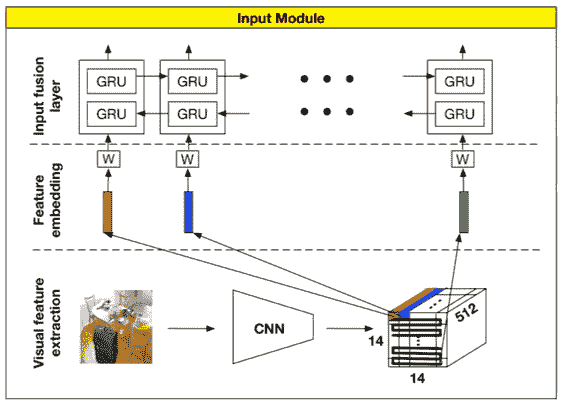 Input Module
Input fusion
layer
GRU GRU GRU
GRU GRU GRU
W W W
Feature
embedding
Visual feature
extraction
CNN
14
512
14